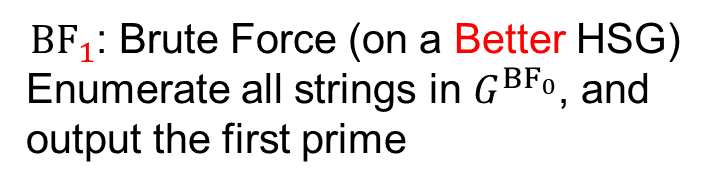 BF₁: Brute Force (on a Better HSG)
Enumerate all strings in G^BF₀, and
output the first prime